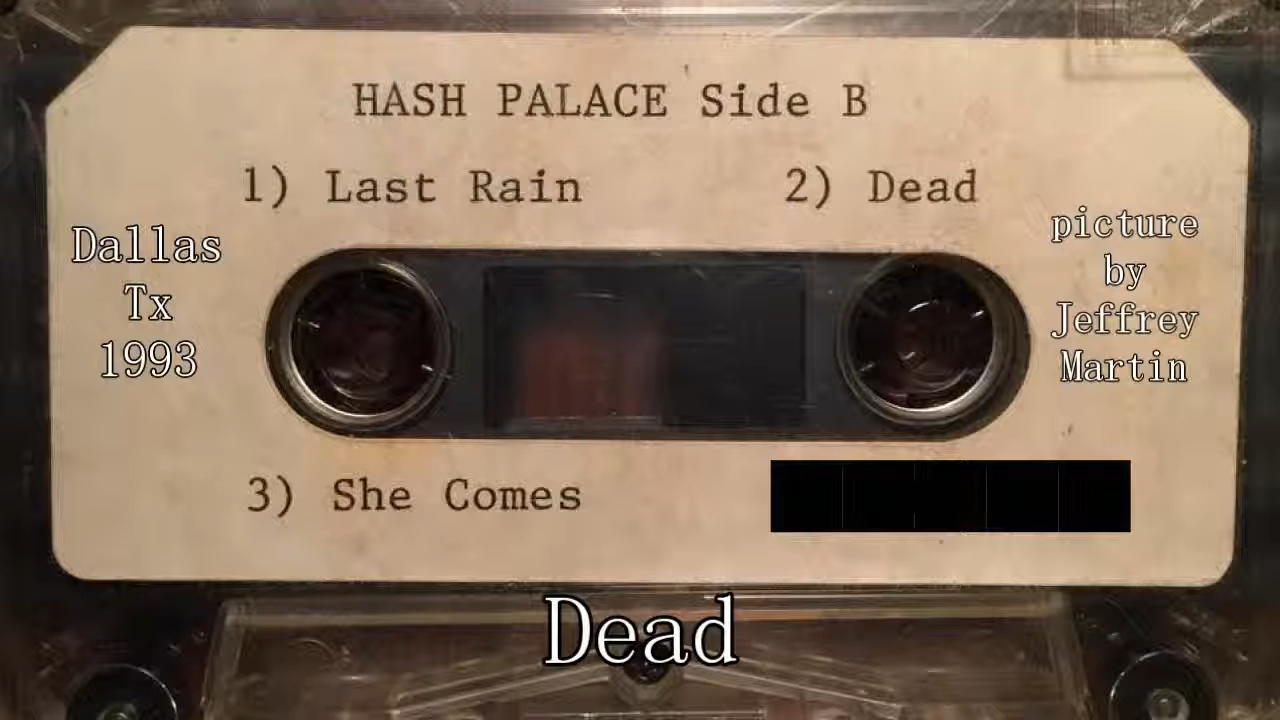 HASH PALACE Side B
1) Last Rain 2) Dead
Dallas
Tx
1993
picture
by
Jeffrey
Martin
3) She Comes
Dead